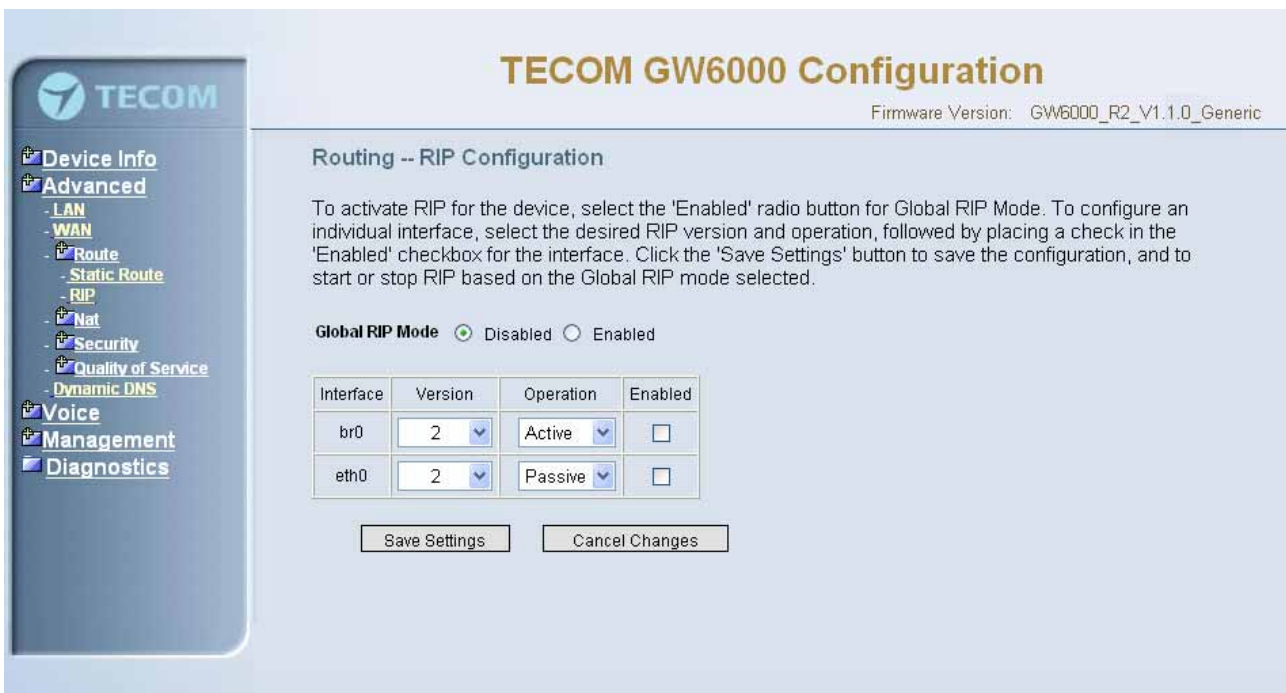 TECOM
TECOM GW6000 Configuration
Firmware Version: GW6000_R2_V1.1.0_Generic
Device Info
Advanced
- LAN
- WAN
- Route
- Static Route
- RIP
- Nat
- Security
- Quality of Service
- Dynamic DNS
Voice
Management
Diagnostics
Routing -- RIP Configuration
To activate RIP for the device, select the 'Enabled' radio button for Global RIP Mode. To configure an
individual interface, select the desired RIP version and operation, followed by placing a check in the
'Enabled' checkbox for the interface. Click the 'Save Settings' button to save the configuration, and to
start or stop RIP based on the Global RIP mode selected.
Global RIP Mode Disabled Enabled
Interface Version Operation Enabled
br0 2 Active
eth0 2 Passive
Save Settings Cancel Changes